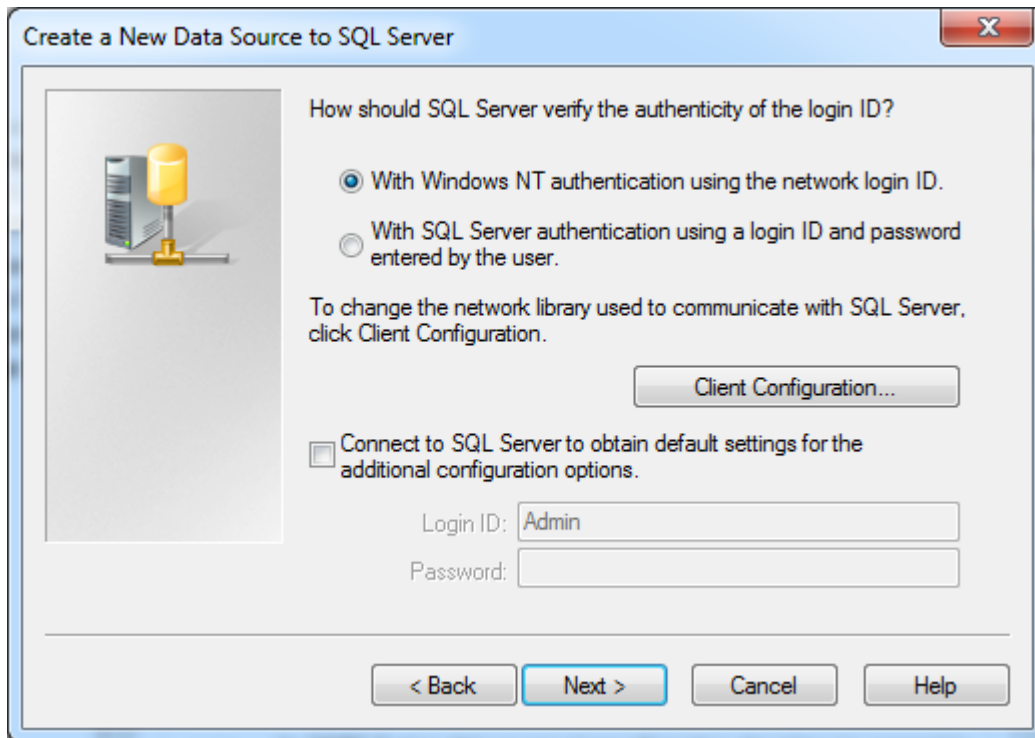 Create a New Data Source to SQL Server
How should SQL Server verify the authenticity of the login ID?
With Windows NT authentication using the network login ID.
With SQL Server authentication using a login ID and password
entered by the user.
To change the network library used to communicate with SQL Server,
click Client Configuration.
Client Configuration...
Connect to SQL Server to obtain default settings for the
additional configuration options.
Login ID: Admin
Password:
< Back Next > Cancel Help